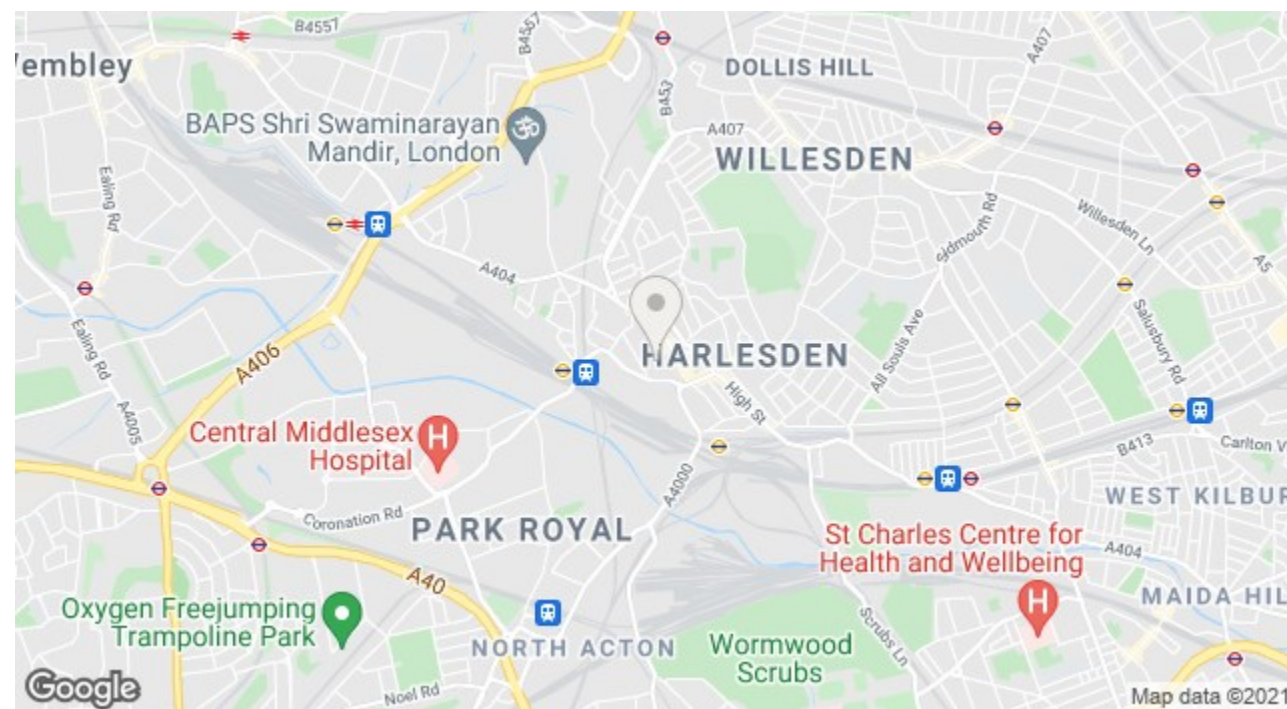 B4557
B4557
Wembley
DOLLIS HILL
A407
B453
A407
BAPS Shri Swaminarayan
Mandir, London
WILLESDEN
Ealing Rd
Willesden Ln
Sidmouth Rd
A5
A404
Salusbury Rd
Ealing Rd
All Souls Ave
HARLESDEN
A406
High St
A4005
Central Middlesex
Hospital
B413
Carlton V
A4000
WEST KILBUR
Coronation Rd
PARK ROYAL
St Charles Centre for
Health and Wellbeing
A404
A40
MAIDA HIL
Oxygen Freejumping
Trampoline Park
NORTH ACTON
Wormwood
Scrubs
Scrubs Ln
Noel Rd
Google
Map data ©2021